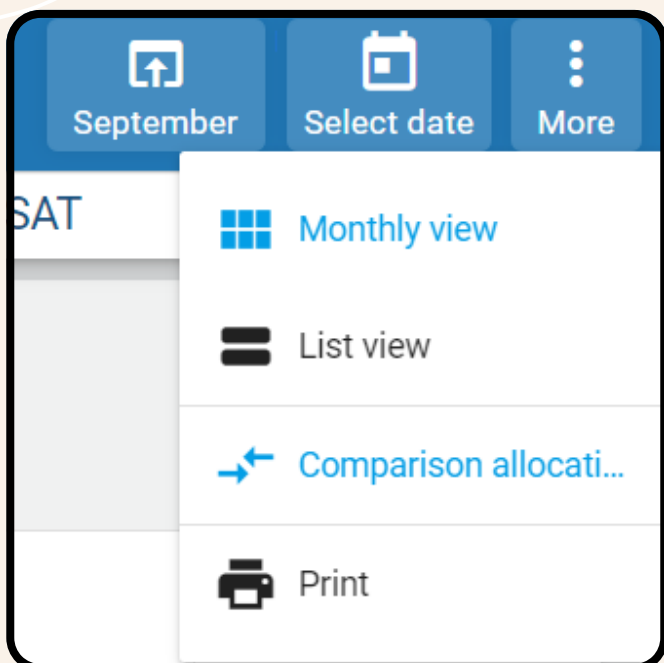 September
Select date
More
SAT
Monthly view
List view
Comparison allocati...
Print